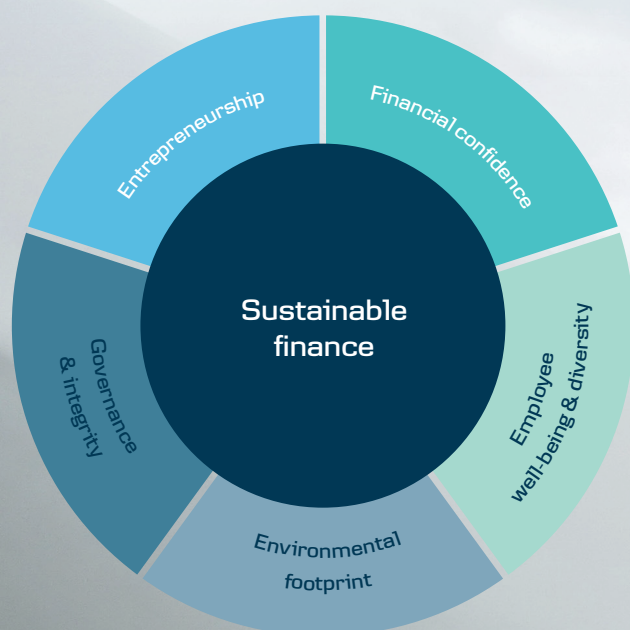 Entrepreneurship
Financial confidence
Sustainable
finance
Employee
well-being & diversity
Governance
& integrity
Environmental
footprint